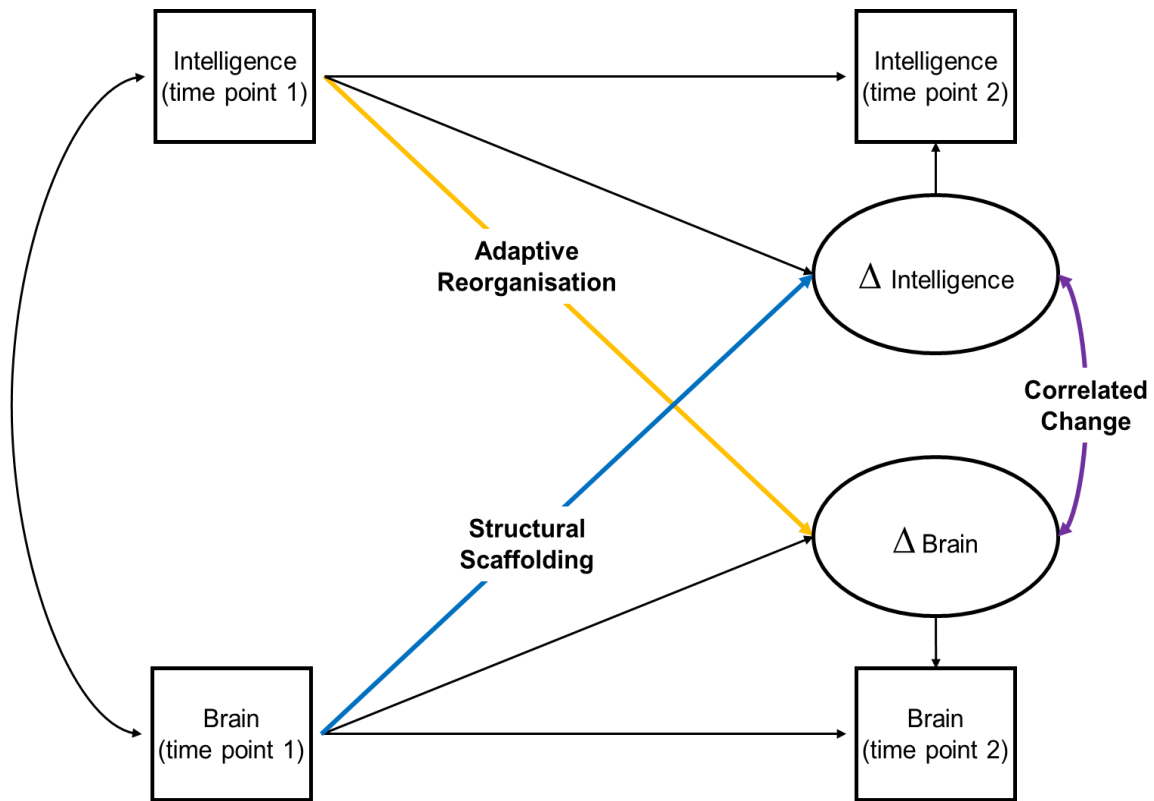 Intelligence
(time point 1)
Intelligence
(time point 2)
Adaptive
Reorganisation
Δ Intelligence
Correlated
Change
Structural
Scaffolding
Δ Brain
Brain
(time point 1)
Brain
(time point 2)